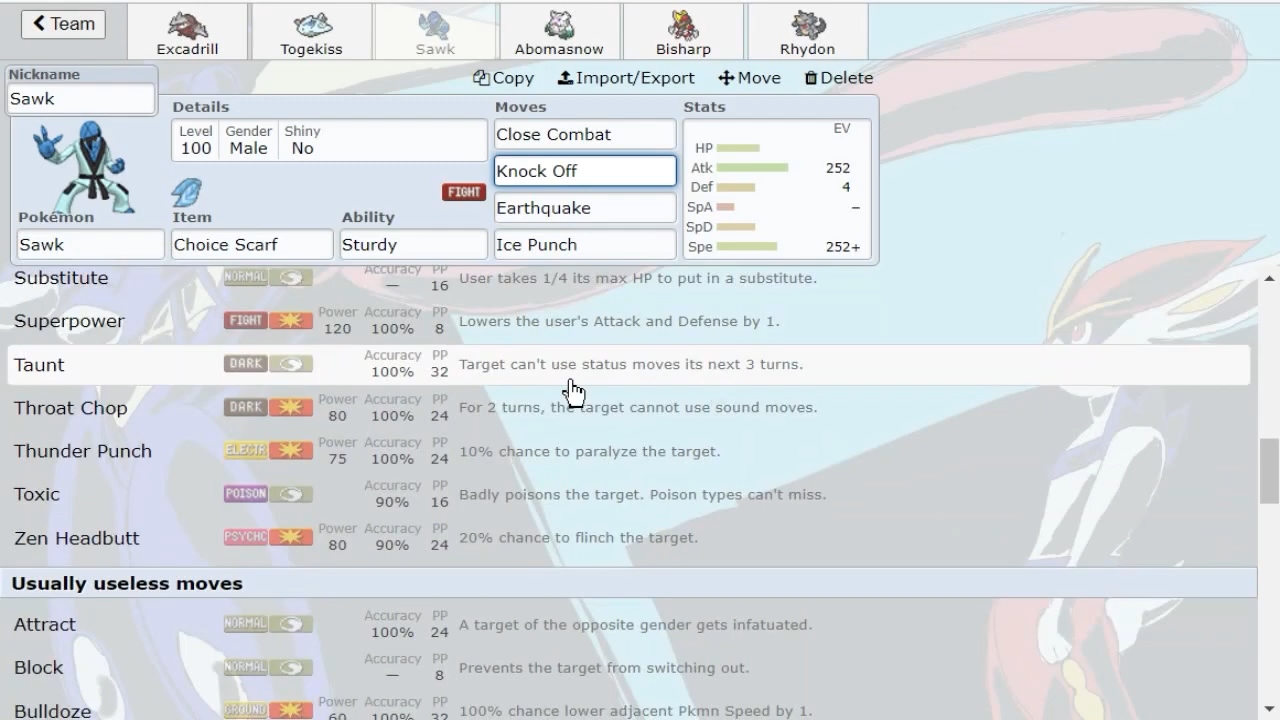 Team
Excadrill Togekiss Sawk Abomasnow Bisharp Rhydon
Nickname
Sawk
Copy Import/Export Move Delete
Details Moves Stats
Level Gender Shiny
100 Male No
FIGHT
Pokémon Item Ability
Sawk Choice Scarf Sturdy
Close Combat
Knock Off
Earthquake
Ice Punch
EV
HP
Atk 252
Def 4
SpA –
SpD
Spe 252+
Substitute NORMAL Accuracy — PP 16 User takes 1/4 its max HP to put in a substitute.
Superpower FIGHT Power 120 Accuracy 100% PP 8 Lowers the user's Attack and Defense by 1.
Taunt DARK Accuracy 100% PP 32 Target can't use status moves its next 3 turns.
Throat Chop DARK Power 80 Accuracy 100% PP 24 For 2 turns, the target cannot use sound moves.
Thunder Punch ELECTR Power 75 Accuracy 100% PP 24 10% chance to paralyze the target.
Toxic POISON Accuracy 90% PP 16 Badly poisons the target. Poison types can't miss.
Zen Headbutt PSYCHC Power 80 Accuracy 90% PP 24 20% chance to flinch the target.
Usually useless moves
Attract NORMAL Accuracy 100% PP 24 A target of the opposite gender gets infatuated.
Block NORMAL Accuracy — PP 8 Prevents the target from switching out.
Bulldoze GROUND Power 60 Accuracy 100% PP 32 100% chance lower adjacent Pkmn Speed by 1.